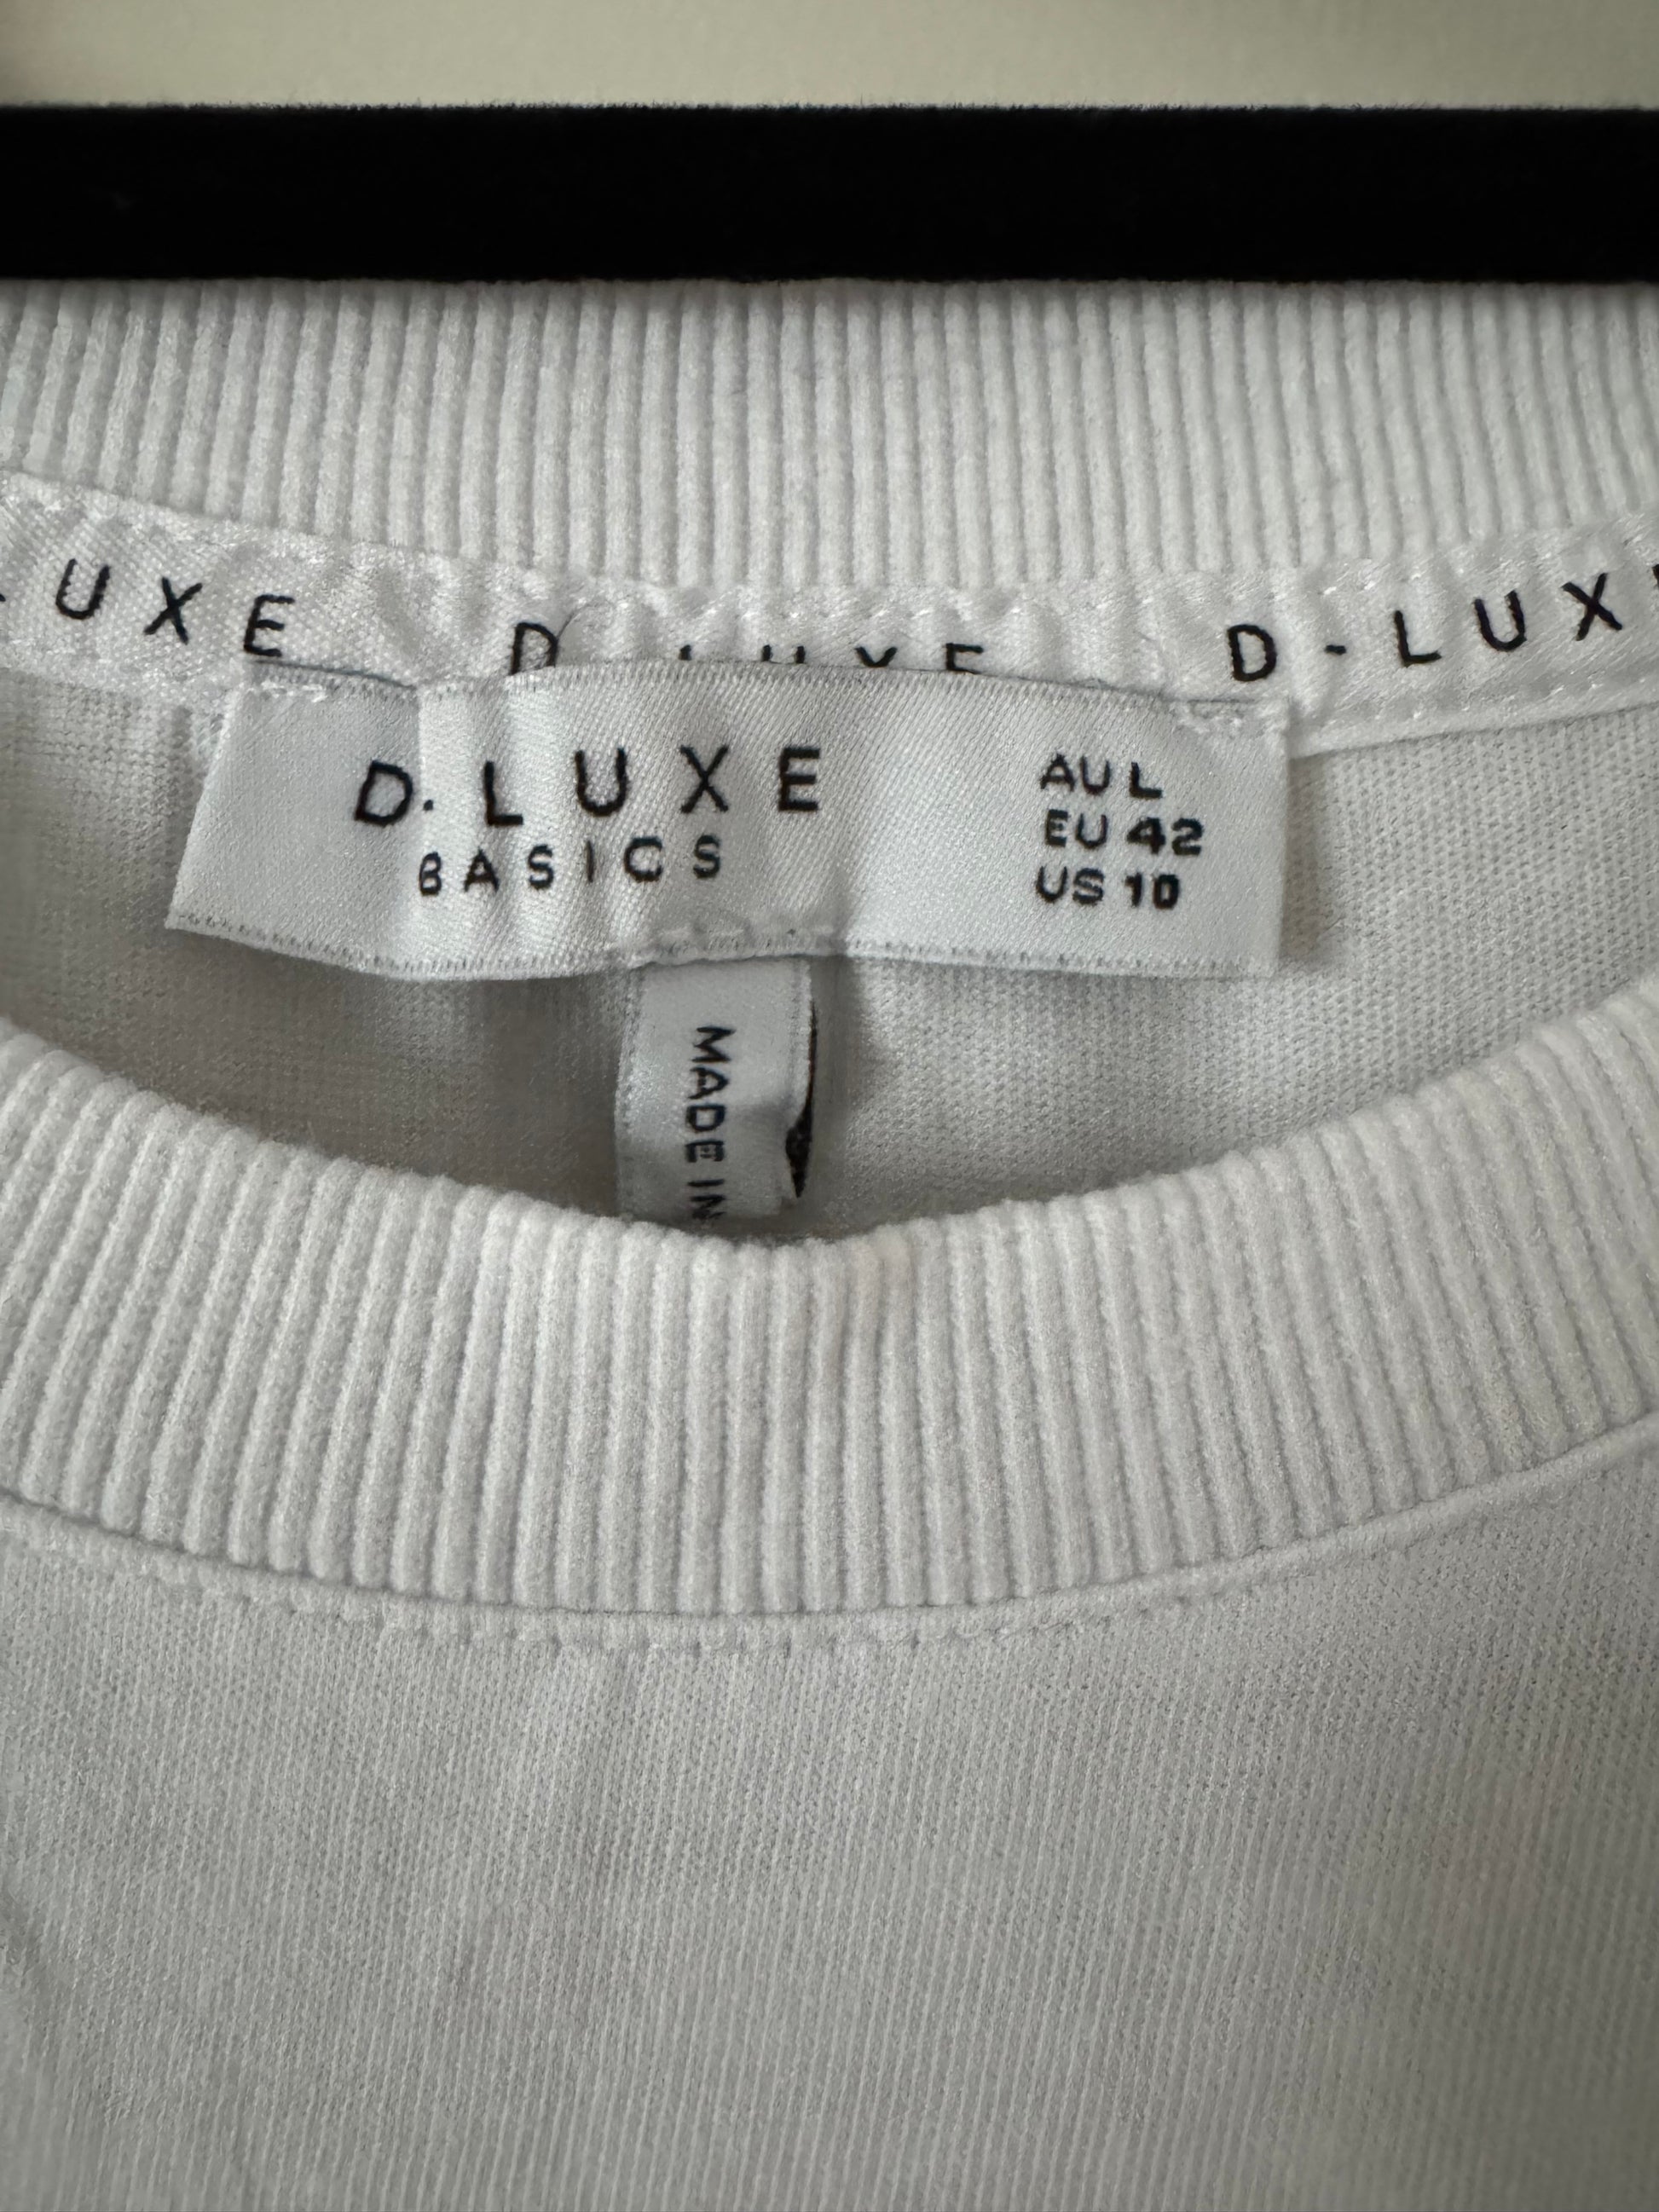 UXE D-LUXE D-LUX
D-LUXE
BASICS
AU L
EU 42
US 10
MADE IN